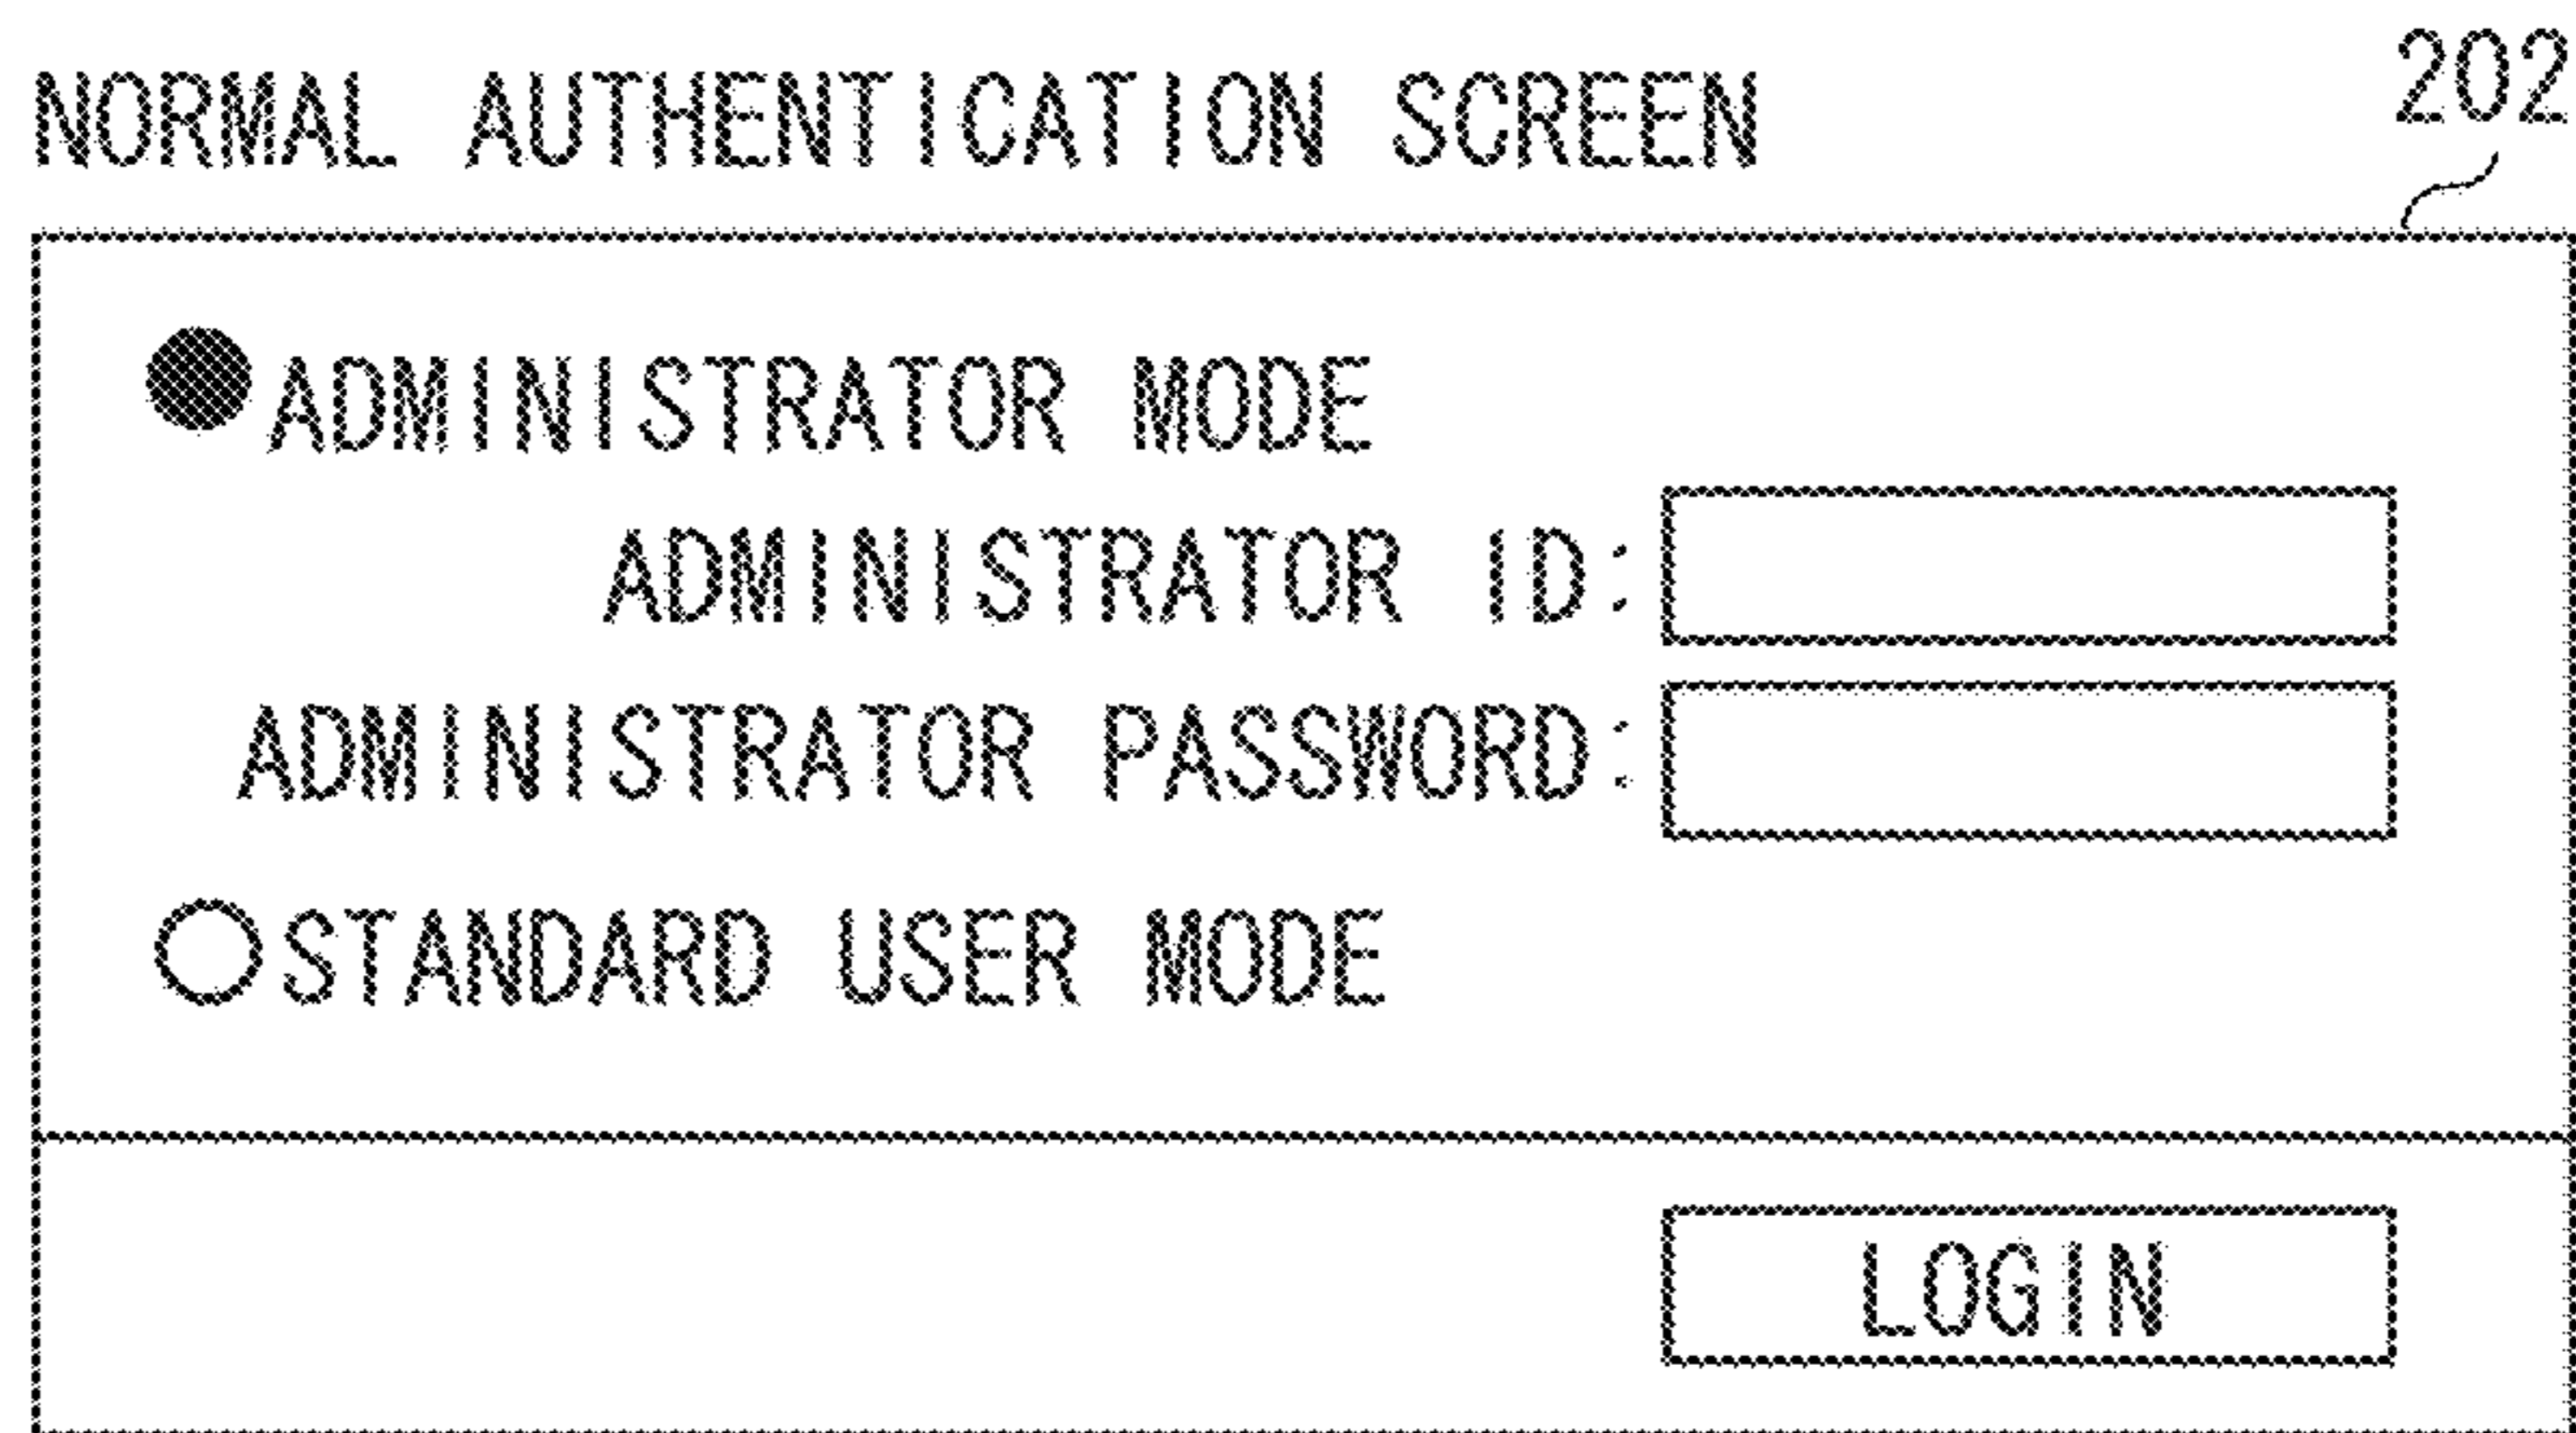 NORMAL AUTHENTICATION SCREEN
202
ADMINISTRATOR MODE
ADMINISTRATOR ID:
ADMINISTRATOR PASSWORD:
STANDARD USER MODE
LOGIN